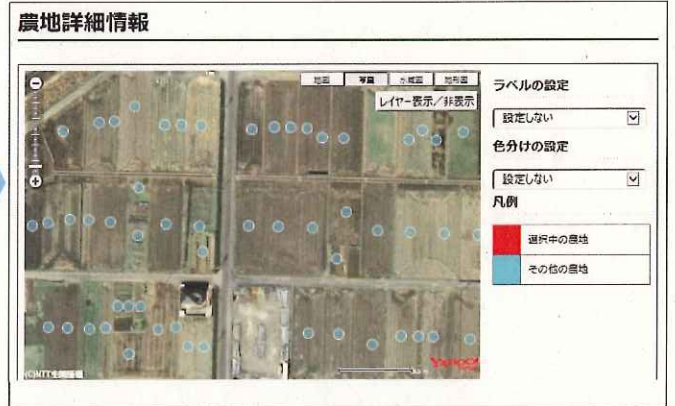 農地詳細情報
地図 写真 水域図 地形図
レイヤー表示/非表示
ラベルの設定
設定しない
色分けの設定
設定しない
凡例
選択中の農地
その他の農地
YAHOO!